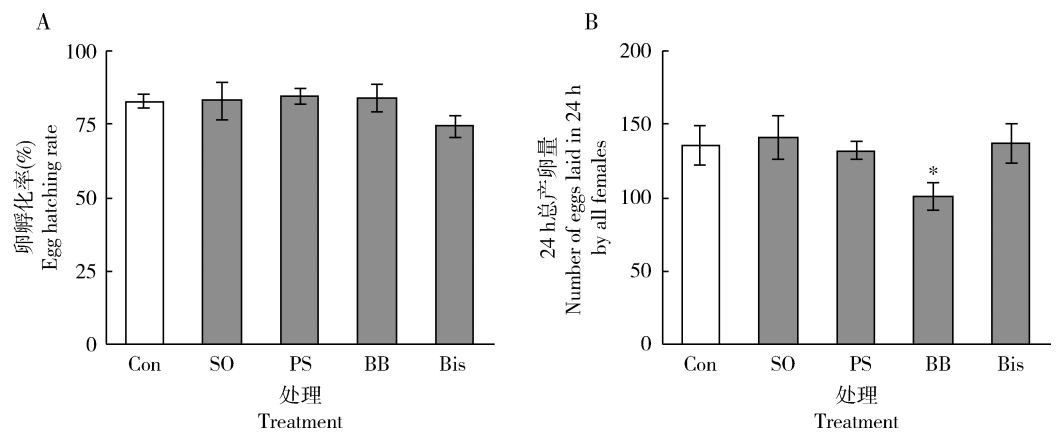 A
100
75
50
25
0
卵孵化率(%)
Egg hatching rate
Con SO PS BB Bis
处理
Treatment
B
200
150
100
50
0
24 h总产卵量
Number of eggs laid in 24 h
by all females
*
Con SO PS BB Bis
处理
Treatment